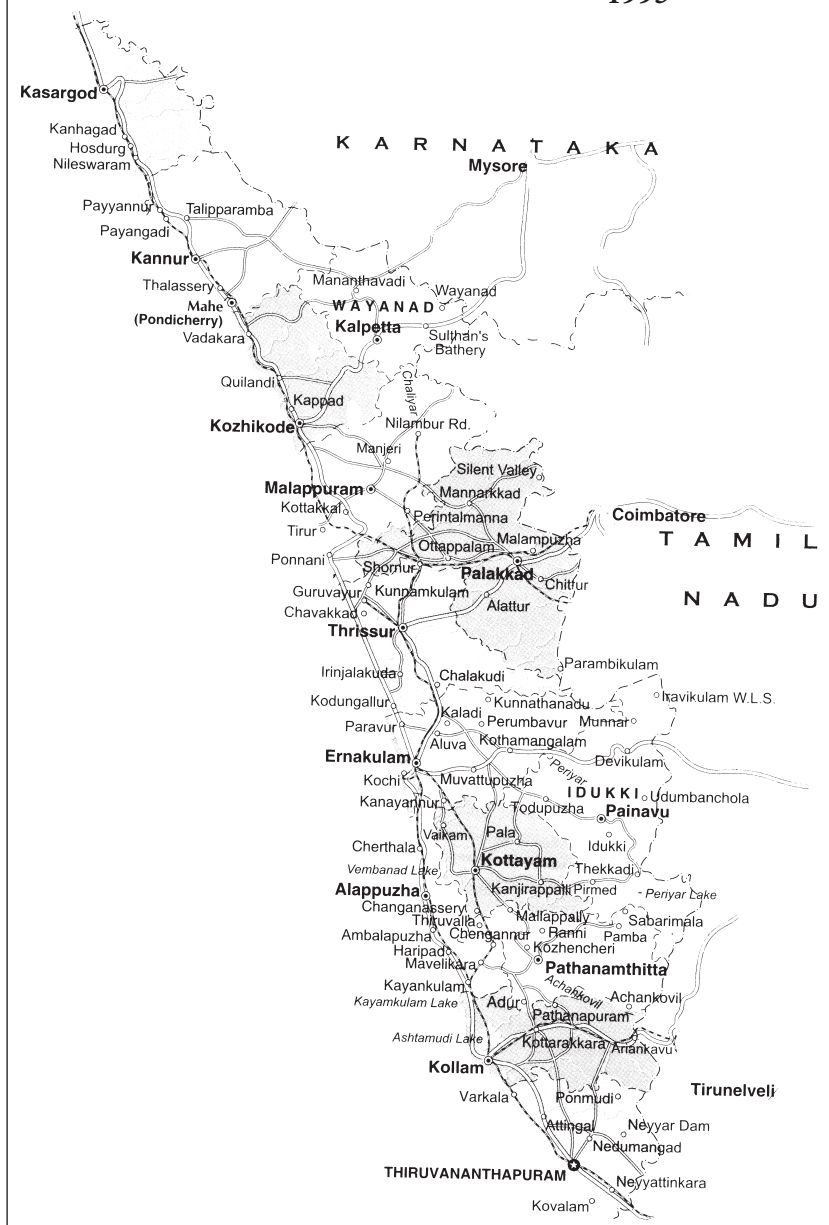 Kasargod
Kanhagad
Hosdurg
Nileswaram
K A R N A T A K A
Mysore
Payyannur
Talipparamba
Payangadi
Kannur
Thalassery
Mananthavadi
Wayanad
Mahe
(Pondicherry)
W A Y A N A D
Kalpetta
Vadakara
Sulthan's
Bathery
Quilandi
Chaliyar
Kappad
Kozhikode
Nilambur Rd.
Manjeri
Silent Valley
Malappuram
Mannarkkad
Kottakkal
Perintalmanna
Coimbatore
Tirur
T A M I L
Malampuzha
Ottappalam
Ponnani
Shornur
Palakkad
Chittur
Guruvayur
Kunnamkulam
N A D U
Chavakkad
Alattur
Thrissur
Parambikulam
Irinjalakuda
Chalakudi
Kodungallur
Kunnathanadu
Iravikulam W.L.S.
Kaladi
Perumbavur
Munnar
Paravur
Aluva
Kothamangalam
Ernakulam
Devikulam
Kochi
Muvattupuzha
Periyar
I D U K K I
Udumbanchola
Kanayannur
Todupuzha
Painavu
Vaikam
Pala
Idukki
Cherthala
Kottayam
Vembanad Lake
Thekkadi
Alappuzha
Kanjirappalli
Pirmed
Periyar Lake
Changanassery
Mallappally
Thiruvalla
Sabarimala
Ambalapuzha
Chengannur
Ranni
Pamba
Haripad
Kozhencheri
Mavelikara
Pathanamthitta
Kayankulam
Achankovil
Kayamkulam Lake
Adur
Achankovil
Pathanapuram
Ashtamudi Lake
Kottarakkara
Ariankavu
Kollam
Varkala
Ponmudi
Tirunelveli
Attingal
Neyyar Dam
Nedumangad
THIRUVANANTHAPURAM
Neyyattinkara
Kovalam